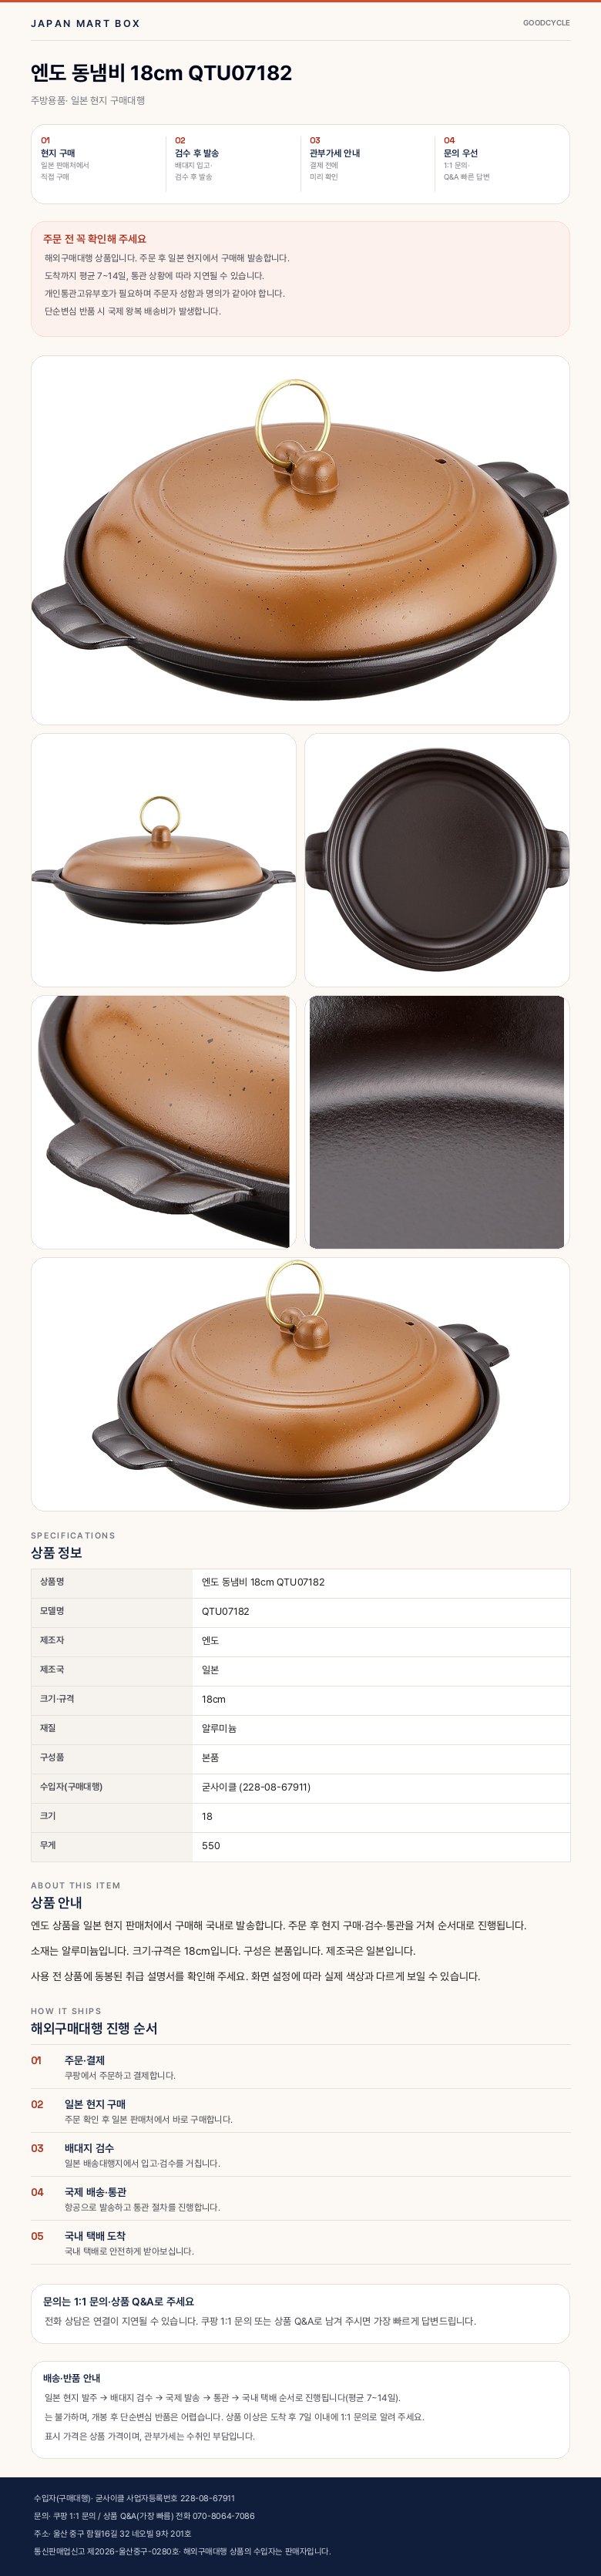 JAPAN MART BOX
GOODCYCLE
엔도 동냄비 18cm QTU07182
주방용품· 일본 현지 구매대행
01
현지 구매
일본 판매처에서
직접 구매
02
검수 후 발송
배대지 입고·
검수 후 발송
03
관부가세 안내
결제 전에
미리 확인
04
문의 우선
1:1 문의·
Q&A 빠른 답변
주문 전 꼭 확인해 주세요
해외구매대행 상품입니다. 주문 후 일본 현지에서 구매해 발송합니다.
도착까지 평균 7~14일, 통관 상황에 따라 지연될 수 있습니다.
개인통관고유부호가 필요하며 주문자 성함과 명의가 같아야 합니다.
단순변심 반품 시 국제 왕복 배송비가 발생합니다.
SPECIFICATIONS
상품 정보
상품명 엔도 동냄비 18cm QTU07182
모델명 QTU07182
제조자 엔도
제조국 일본
크기·규격 18cm
재질 알루미늄
구성품 본품
수입자(구매대행) 굳사이클 (228-08-67911)
크기 18
무게 550
ABOUT THIS ITEM
상품 안내
엔도 상품을 일본 현지 판매처에서 구매해 국내로 발송합니다. 주문 후 현지 구매·검수·통관을 거쳐 순서대로 진행됩니다.
소재는 알루미늄입니다. 크기·규격은 18cm입니다. 구성은 본품입니다. 제조국은 일본입니다.
사용 전 상품에 동봉된 취급 설명서를 확인해 주세요. 화면 설정에 따라 실제 색상과 다르게 보일 수 있습니다.
HOW IT SHIPS
해외구매대행 진행 순서
01 주문·결제
쿠팡에서 주문하고 결제합니다.
02 일본 현지 구매
주문 확인 후 일본 판매처에서 바로 구매합니다.
03 배대지 검수
일본 배송대행지에서 입고·검수를 거칩니다.
04 국제 배송·통관
항공으로 발송하고 통관 절차를 진행합니다.
05 국내 택배 도착
국내 택배로 안전하게 받아보십니다.
문의는 1:1 문의·상품 Q&A로 주세요
전화 상담은 연결이 지연될 수 있습니다. 쿠팡 1:1 문의 또는 상품 Q&A로 남겨 주시면 가장 빠르게 답변드립니다.
배송·반품 안내
일본 현지 발주 → 배대지 검수 → 국제 발송 → 통관 → 국내 택배 순서로 진행됩니다(평균 7~14일).
는 불가하며, 개봉 후 단순변심 반품은 어렵습니다. 상품 이상은 도착 후 7일 이내에 1:1 문의로 알려 주세요.
표시 가격은 상품 가격이며, 관부가세는 수취인 부담입니다.
수입자(구매대행)· 굳사이클 사업자등록번호 228-08-67911
문의· 쿠팡 1:1 문의 / 상품 Q&A(가장 빠름) 전화 070-8064-7086
주소· 울산 중구 함월16길 32 네오빌 9차 201호
통신판매업신고 제2026-울산중구-0280호· 해외구매대행 상품의 수입자는 판매자입니다.